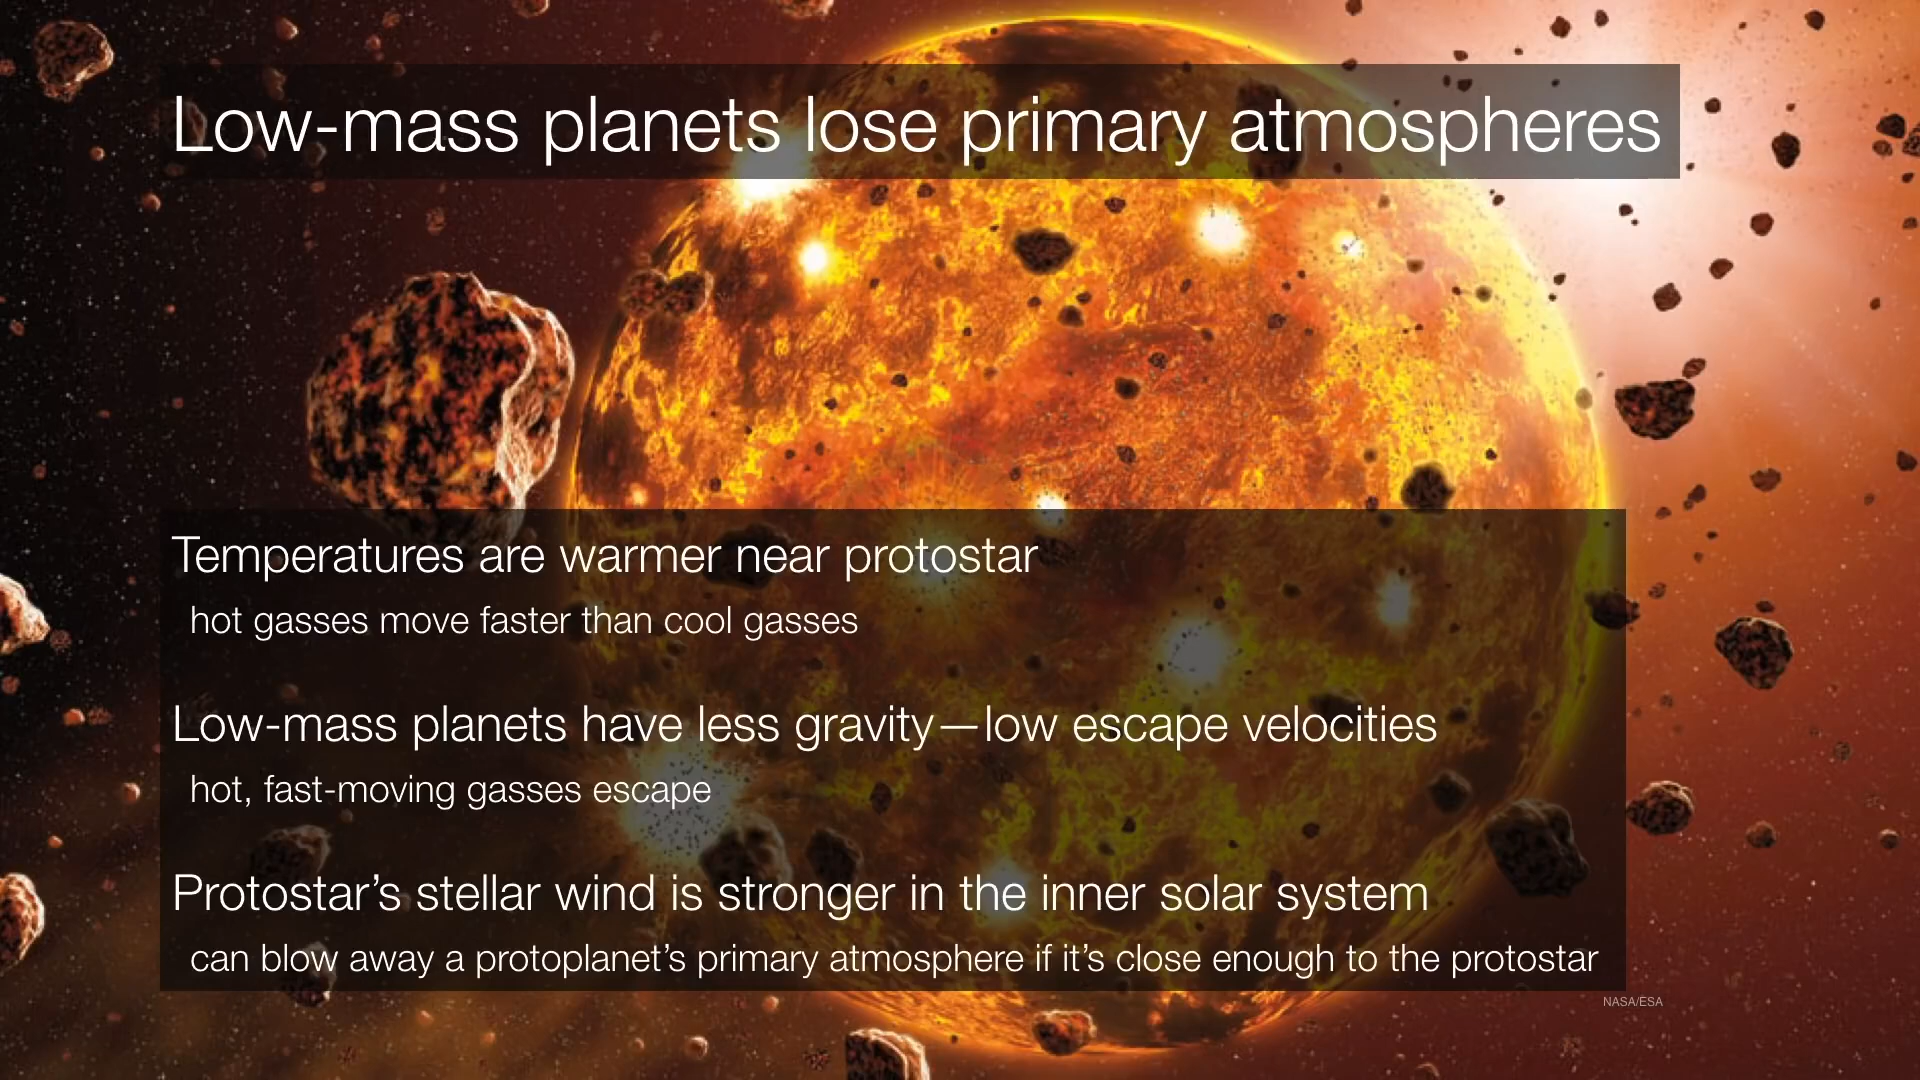 Low-mass planets lose primary atmospheres
Temperatures are warmer near protostar
hot gasses move faster than cool gasses
Low-mass planets have less gravity—low escape velocities
hot, fast-moving gasses escape
Protostar’s stellar wind is stronger in the inner solar system
can blow away a protoplanet’s primary atmosphere if it’s close enough to the protostar
NASA/ESA